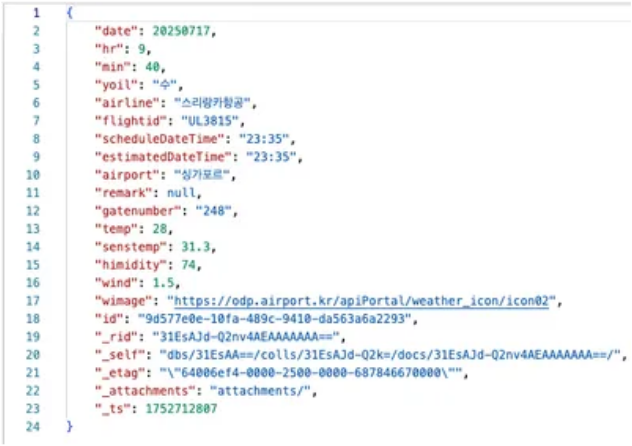 1 {
2 "date": 20250717,
3 "hr": 9,
4 "min": 40,
5 "yoil": "수",
6 "airline": "스리랑카항공",
7 "flightid": "UL3815",
8 "scheduleDateTime": "23:35",
9 "estimatedDateTime": "23:35",
10 "airport": "싱가포르",
11 "remark": null,
12 "gatenumber": "248",
13 "temp": 28,
14 "senstemp": 31.3,
15 "himidity": 74,
16 "wind": 1.5,
17 "wimage": "https://odp.airport.kr/apiPortal/weather_icon/icon02",
18 "id": "9d577e0e-10fa-489c-9410-da563a6a2293",
19 "_rid": "31EsAJd-Q2nv4AEAAAAAAA==",
20 "_self": "dbs/31EsAA==/colls/31EsAJd-Q2k=/docs/31EsAJd-Q2nv4AEAAAAAAA==/",
21 "_etag": "\"64006ef4-0000-2500-0000-687846670000\"",
22 "_attachments": "attachments/",
23 "_ts": 1752712807
24 }